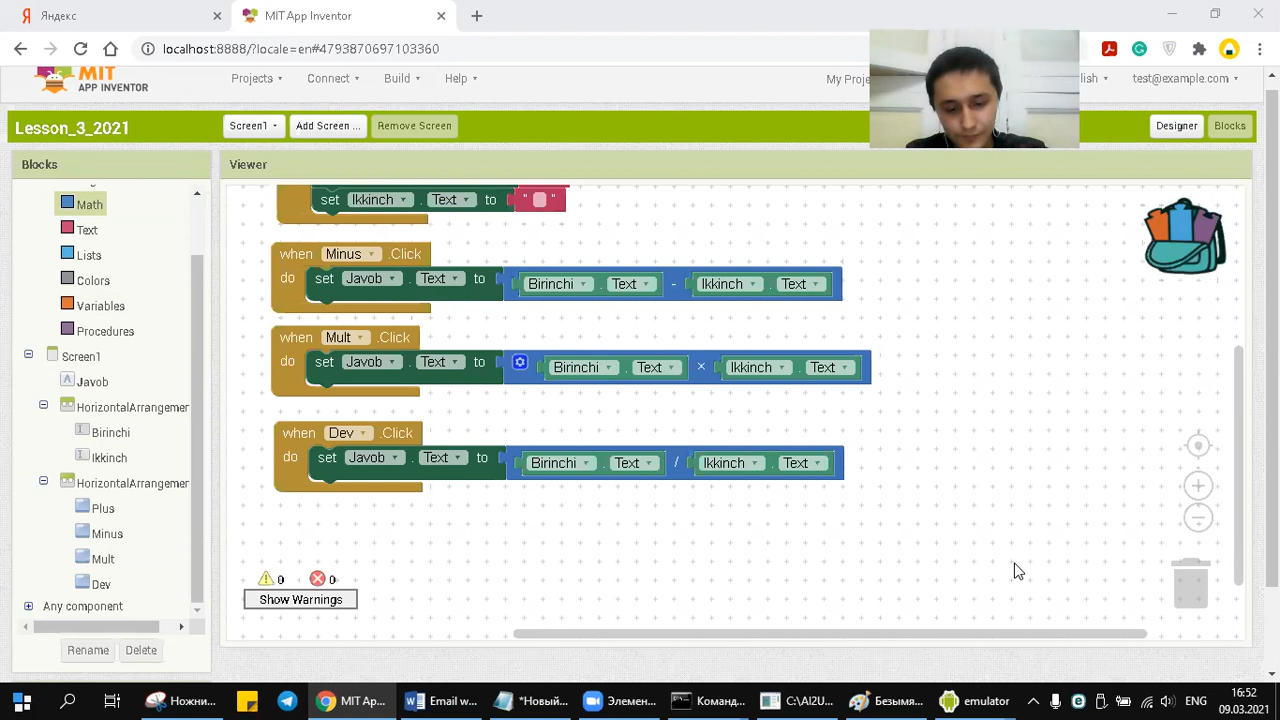 Яндекс
MIT App Inventor
localhost:8888/?locale=en#4793870697103360
MIT
APP INVENTOR
Projects
Connect
Build
Help
My Proj
lish
test@example.com
Lesson_3_2021
Screen1
Add Screen ...
Remove Screen
Designer
Blocks
Blocks
Viewer
Math
Text
Lists
Colors
Variables
Procedures
Screen1
Javob
HorizontalArrangemer
Birinchi
Ikkinch
HorizontalArrangemer
Plus
Minus
Mult
Dev
Any component
Rename
Delete
set Ikkinch . Text to " "
when Minus .Click
do set Javob . Text to Birinchi . Text - Ikkinch . Text
when Mult .Click
do set Javob . Text to Birinchi . Text × Ikkinch . Text
when Dev .Click
do set Javob . Text to Birinchi . Text / Ikkinch . Text
0 0
Show Warnings
Ножни...
MIT Ap...
Email w...
*Новый...
Элемен...
Команд...
C:\AI2U...
Безымя...
emulator
ENG
16:52
09.03.2021